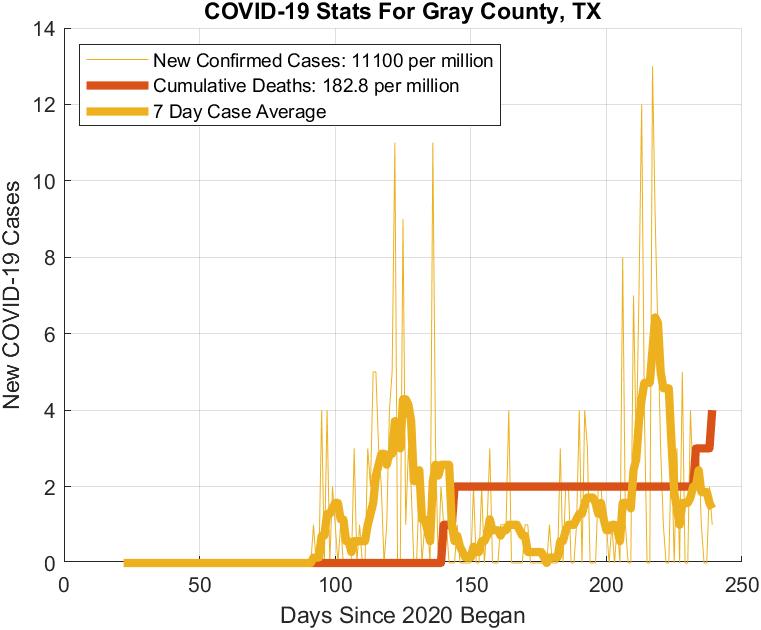 COVID-19 Stats For Gray County, TX
New Confirmed Cases: 11100 per million
Cumulative Deaths: 182.8 per million
7 Day Case Average
New COVID-19 Cases
14
12
10
8
6
4
2
0
0 50 100 150 200 250
Days Since 2020 Began